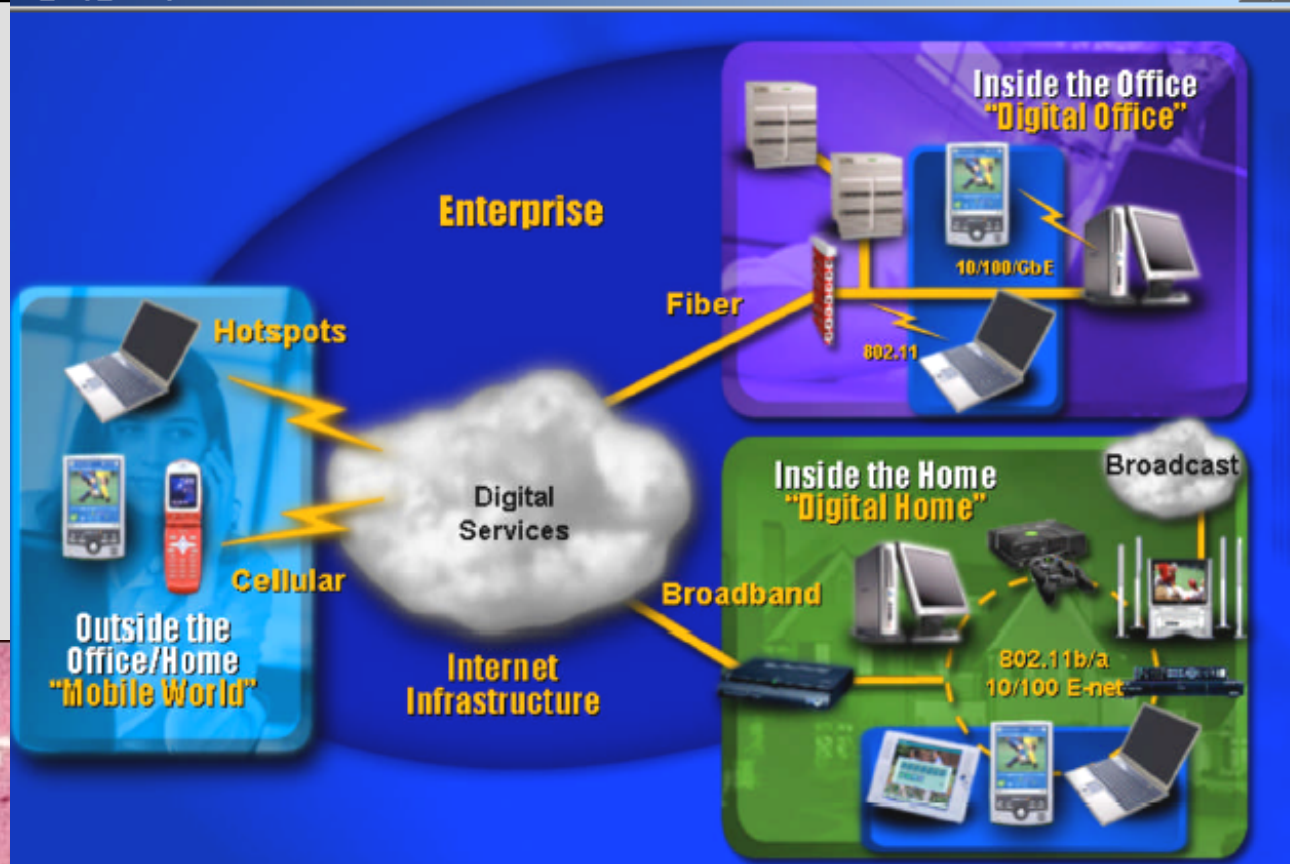 Inside the Office
"Digital Office"
Enterprise
10/100/GbE
Fiber
Hotspots
802.11
Broadcast
Inside the Home
"Digital Home"
Digital
Services
Cellular
Broadband
Outside the
Office/Home
"Mobile World"
Internet
Infrastructure
802.11b/a
10/100 E-net